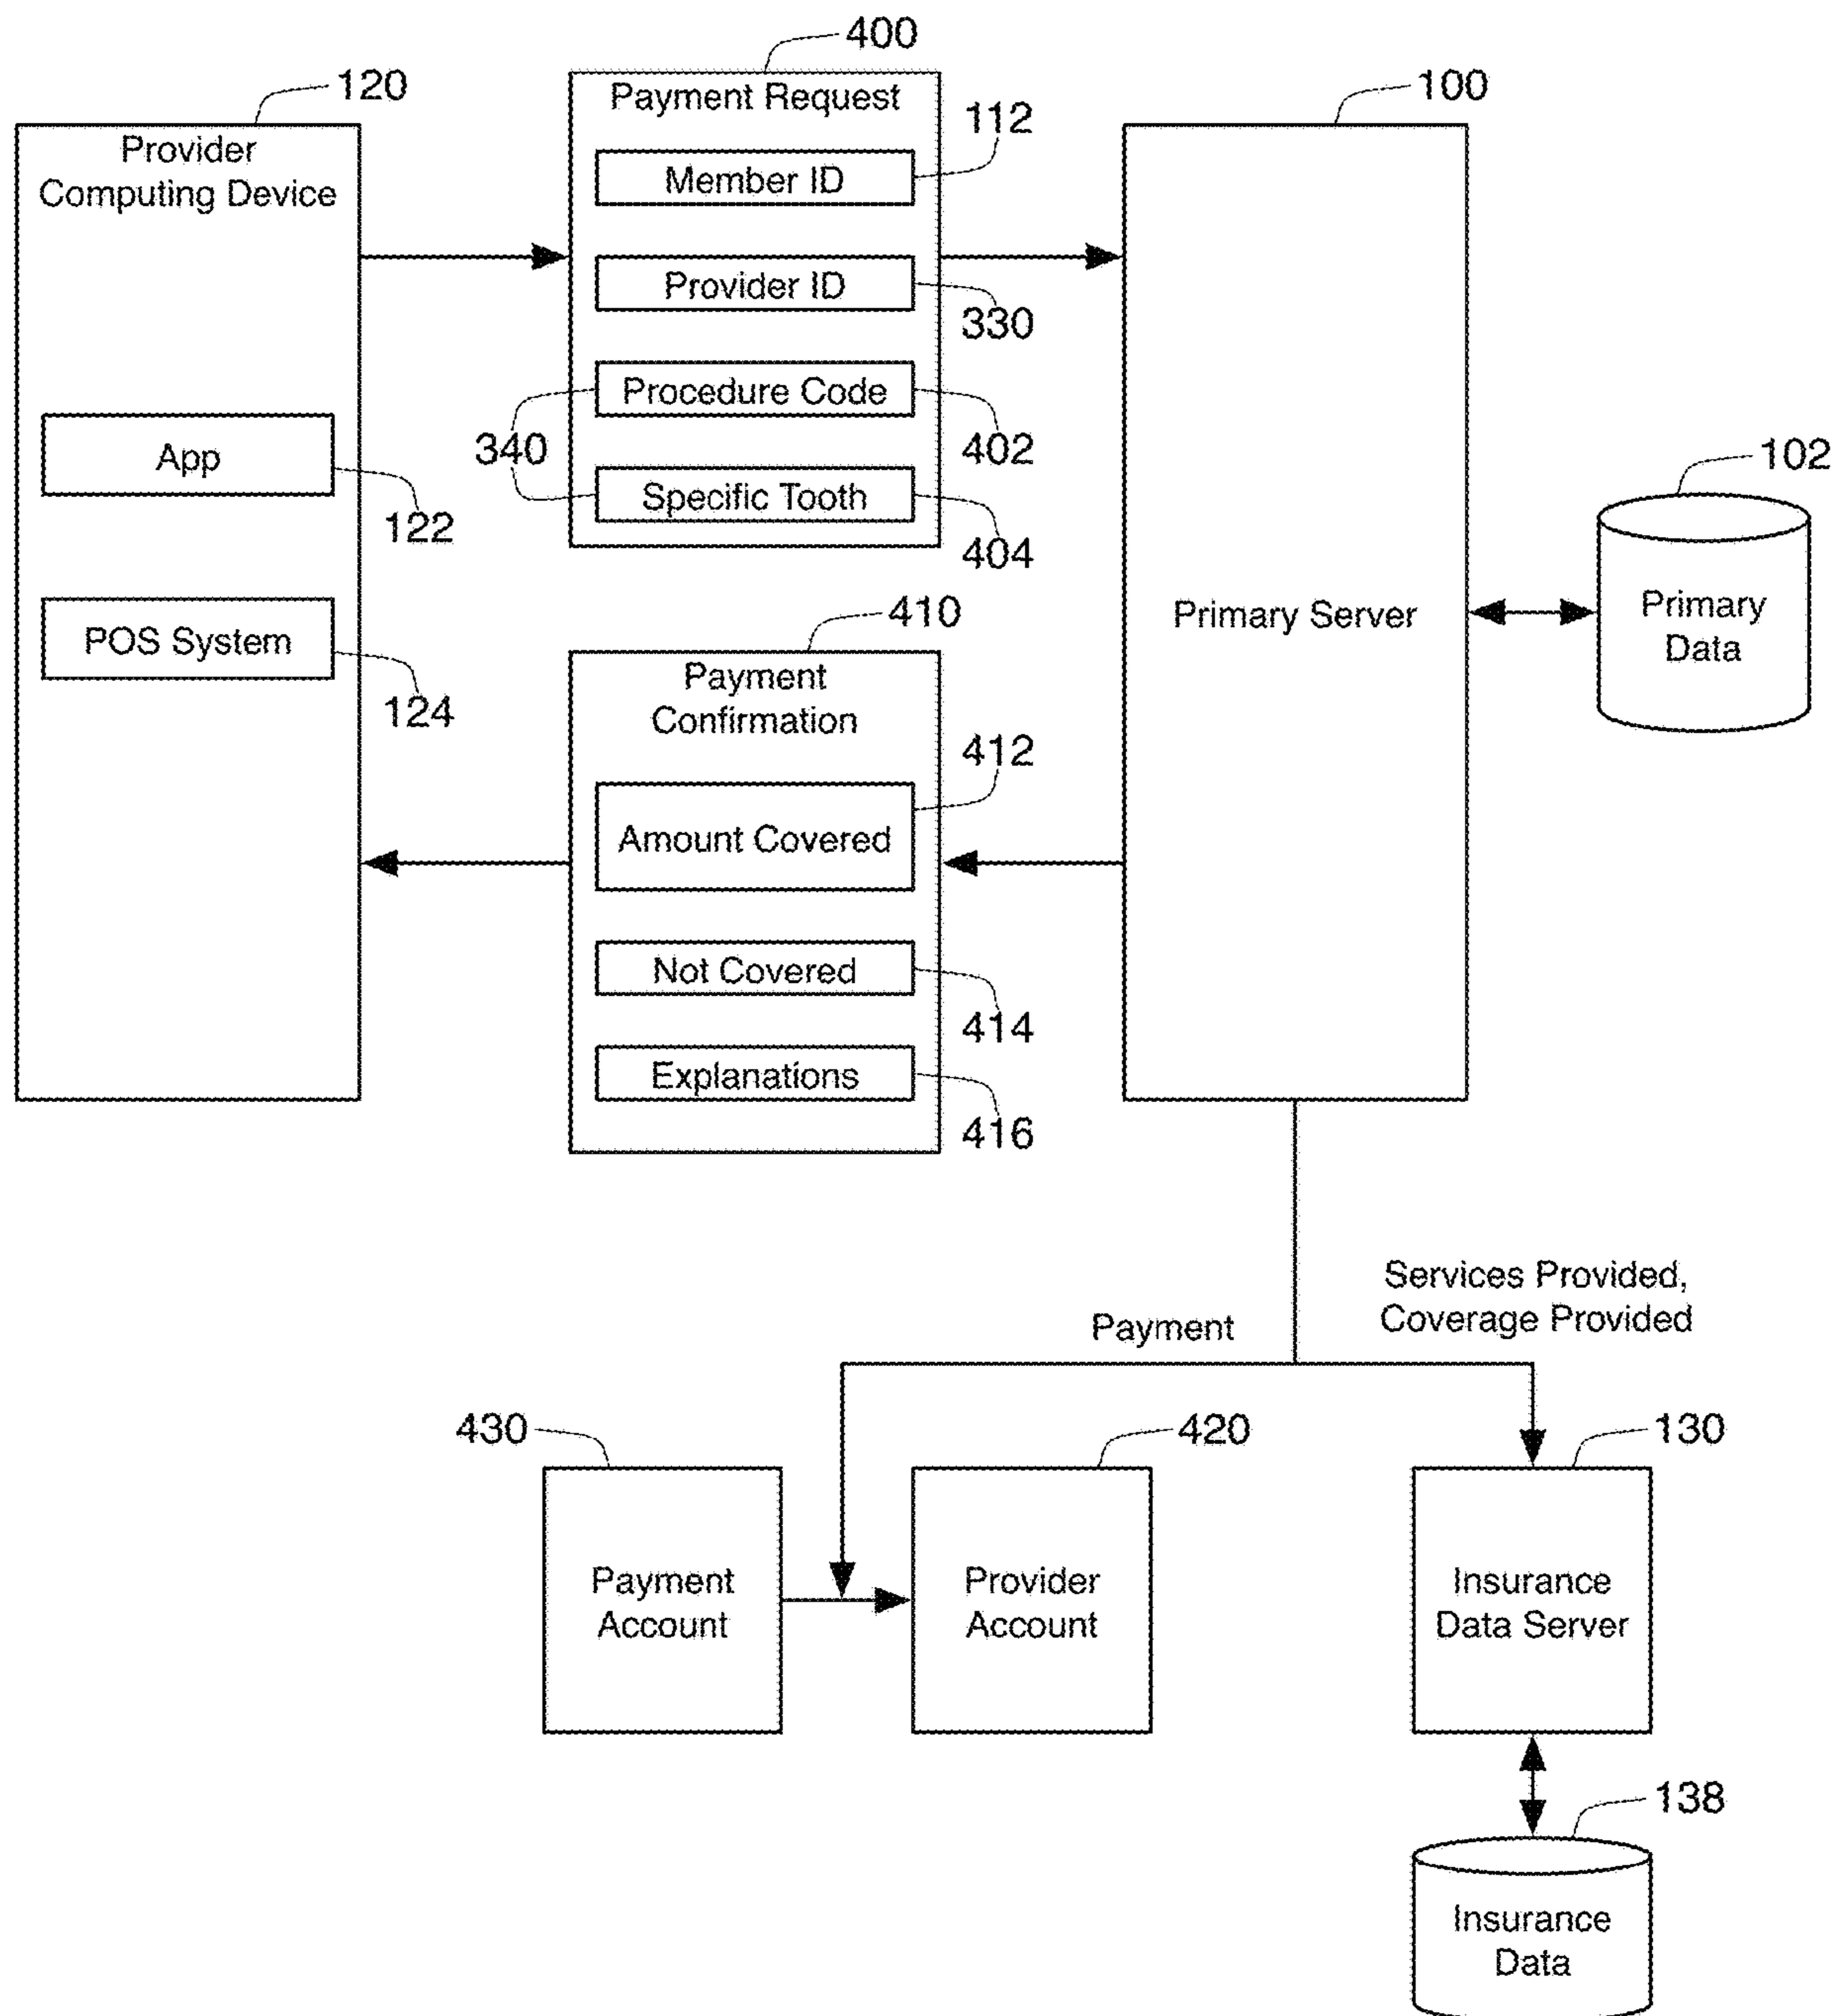 400
120
Payment Request
112
100
Provider
Computing Device
Member ID
Provider ID
330
Procedure Code
340
402
App
102
Specific Tooth
122
404
POS System
410
Primary Server
Primary
Data
124
Payment
Confirmation
412
Amount Covered
Not Covered
414
Explanations
416
Services Provided,
Coverage Provided
Payment
430
420
130
Payment
Account
Provider
Account
Insurance
Data Server
138
Insurance
Data